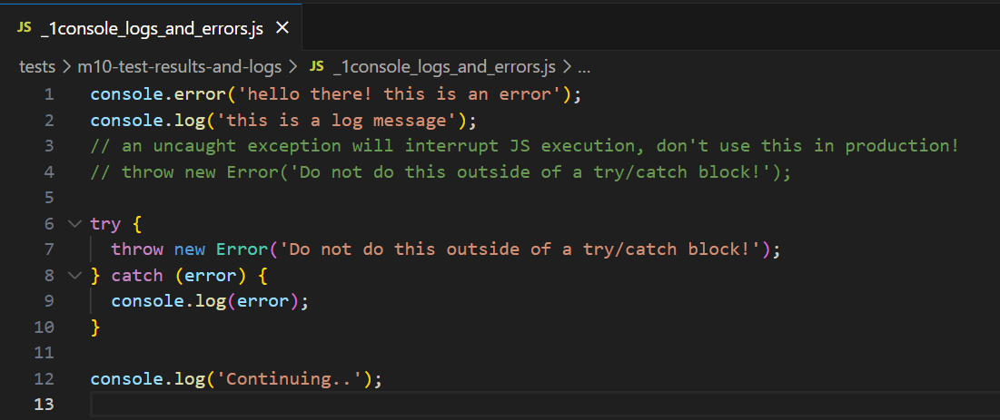 JS _1console_logs_and_errors.js ×
tests > m10-test-results-and-logs > JS _1console_logs_and_errors.js > ...
1 console.error('hello there! this is an error');
2 console.log('this is a log message');
3 // an uncaught exception will interrupt JS execution, don't use this in production!
4 // throw new Error('Do not do this outside of a try/catch block!');
5
6 try {
7   throw new Error('Do not do this outside of a try/catch block!');
8 } catch (error) {
9   console.log(error);
10 }
11
12 console.log('Continuing..');
13